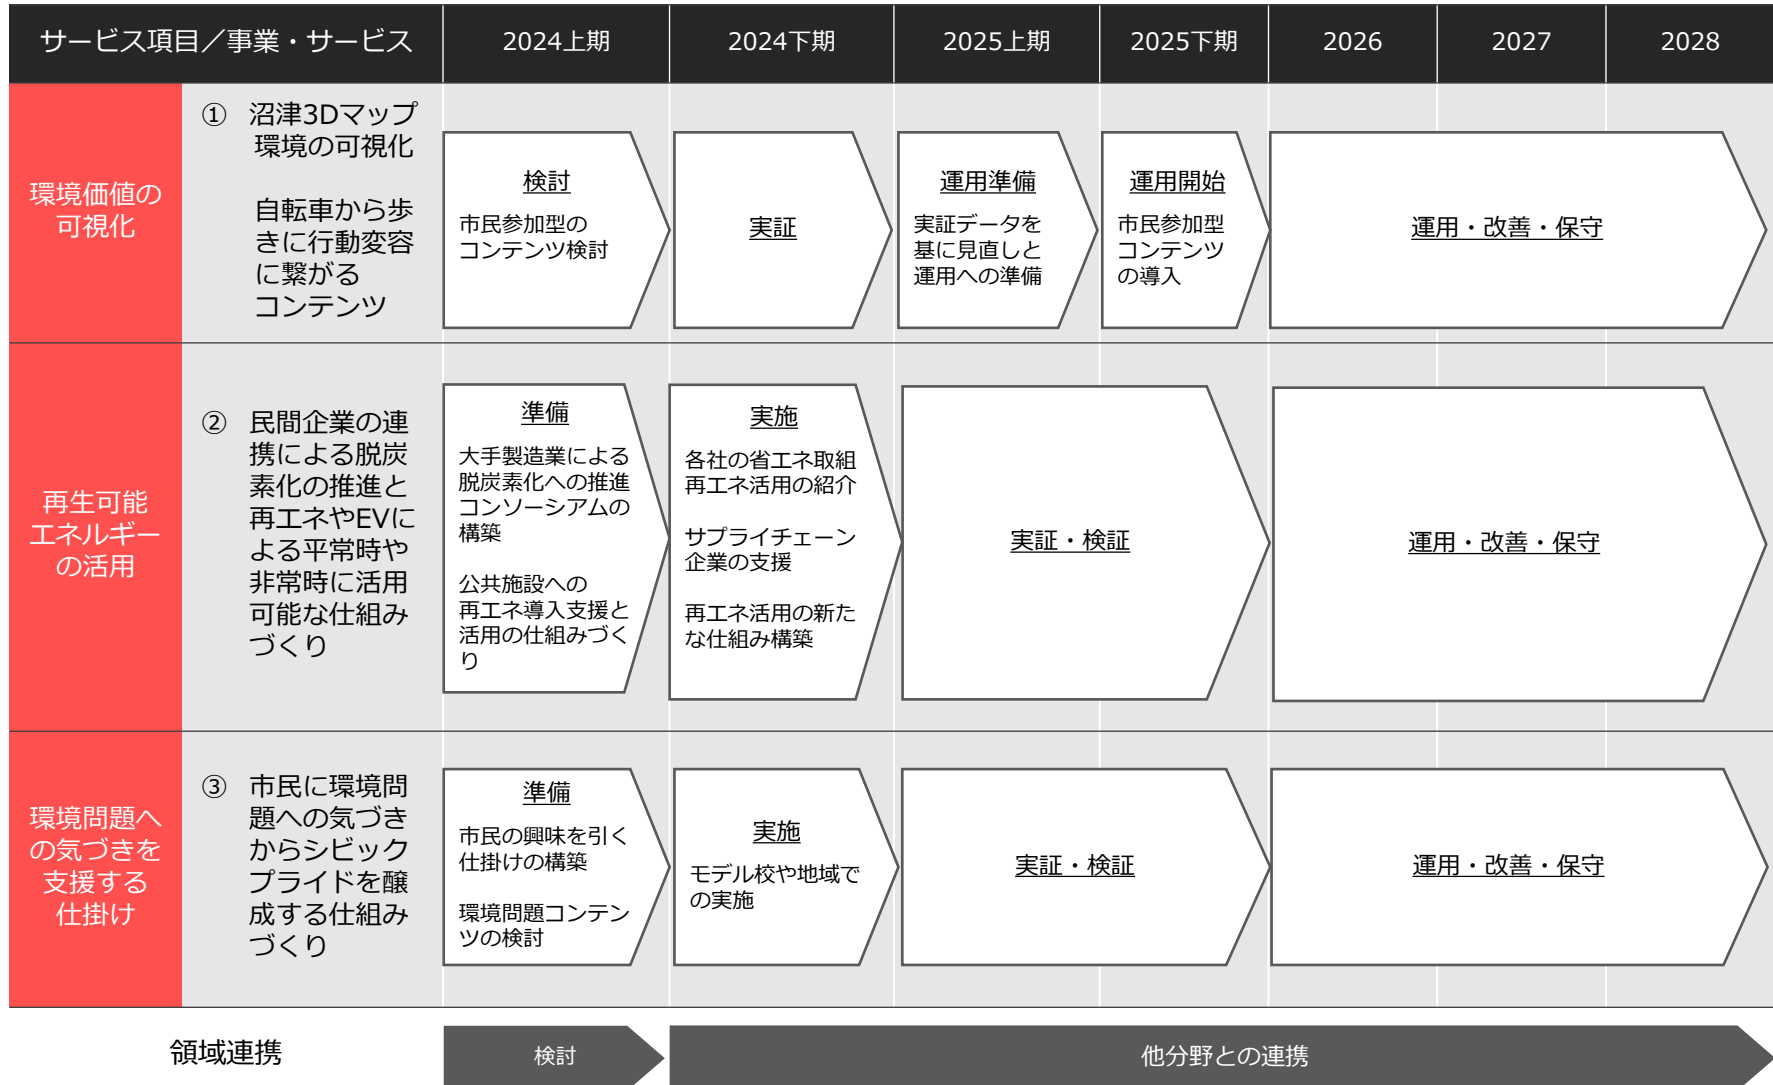 サービス項目／事業・サービス
2024上期
2024下期
2025上期
2025下期
2026
2027
2028
環境価値の
可視化
① 沼津3Dマップ
環境の可視化
自転車から歩
きに行動変容
に繋がる
コンテンツ
検討
市民参加型の
コンテンツ検討
実証
運用準備
実証データを
基に見直しと
運用への準備
運用開始
市民参加型
コンテンツ
の導入
運用・改善・保守
再生可能
エネルギー
の活用
② 民間企業の連
携による脱炭
素化の推進と
再エネやEVに
よる平常時や
非常時に活用
可能な仕組み
づくり
準備
大手製造業による
脱炭素化への推進
コンソーシアムの
構築
公共施設への
再エネ導入支援と
活用の仕組みづく
り
実施
各社の省エネ取組
再エネ活用の紹介
サプライチェーン
企業の支援
再エネ活用の新た
な仕組み構築
実証・検証
運用・改善・保守
環境問題へ
の気づきを
支援する
仕掛け
③ 市民に環境問
題への気づき
からシビック
プライドを醸
成する仕組み
づくり
準備
市民の興味を引く
仕掛けの構築
環境問題コンテン
ツの検討
実施
モデル校や地域で
の実施
実証・検証
運用・改善・保守
領域連携
検討
他分野との連携